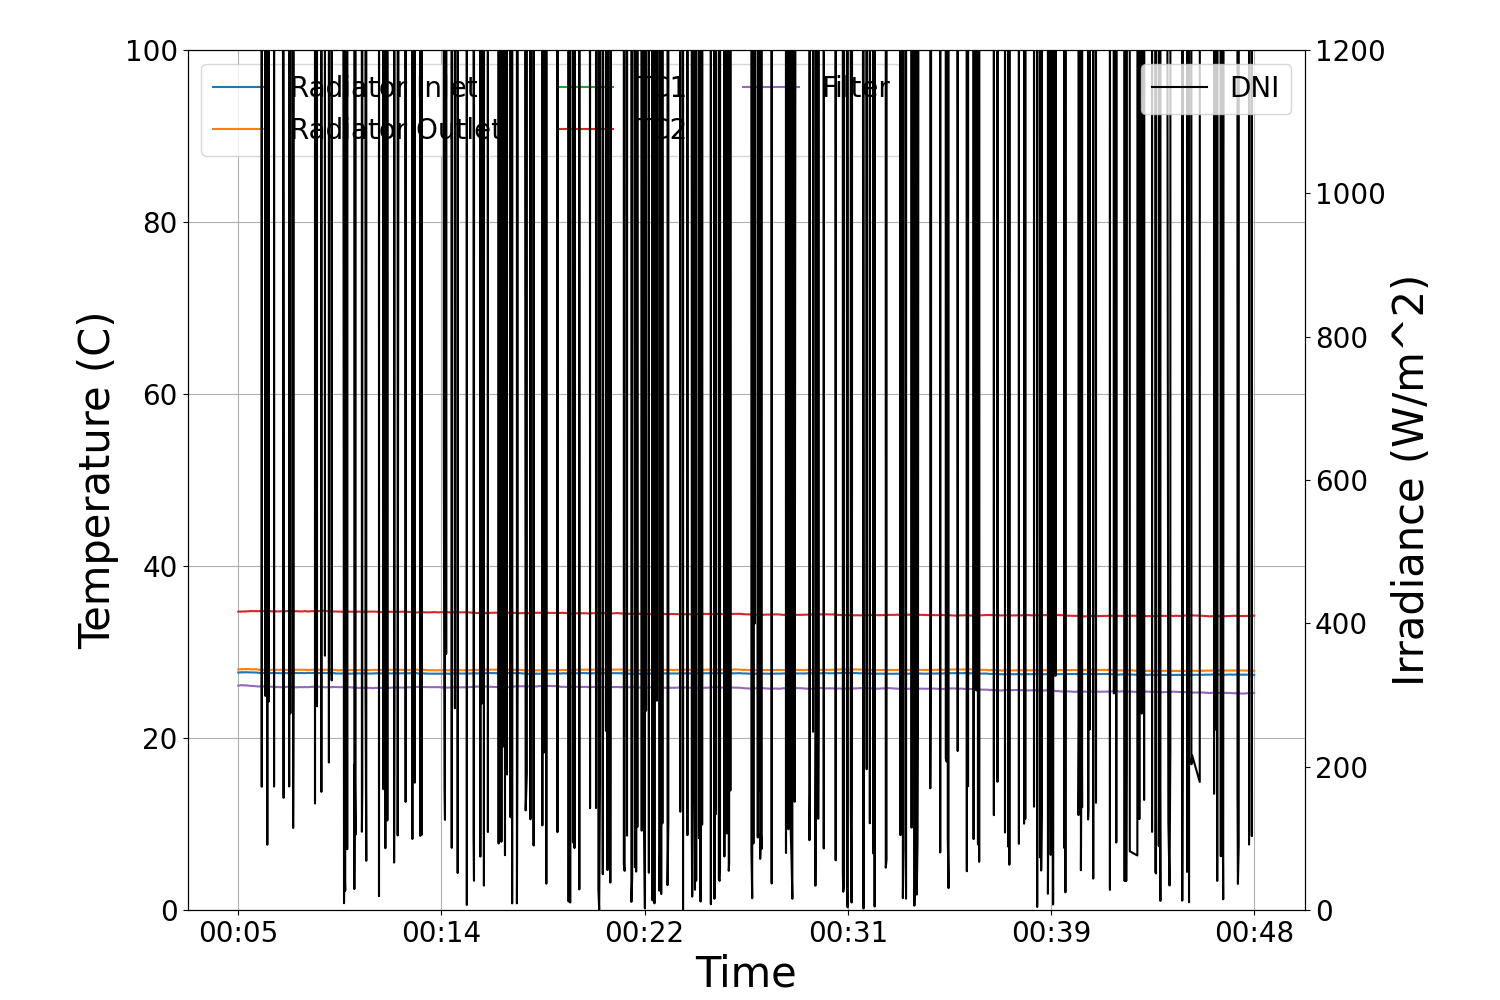 Radiator Inlet
Radiator Outlet
TC1
TC2
Filter
DNI
Temperature (C)
100
80
60
40
20
0
Irradiance (W/m^2)
1200
1000
800
600
400
200
0
00:05 00:14 00:22 00:31 00:39 00:48
Time